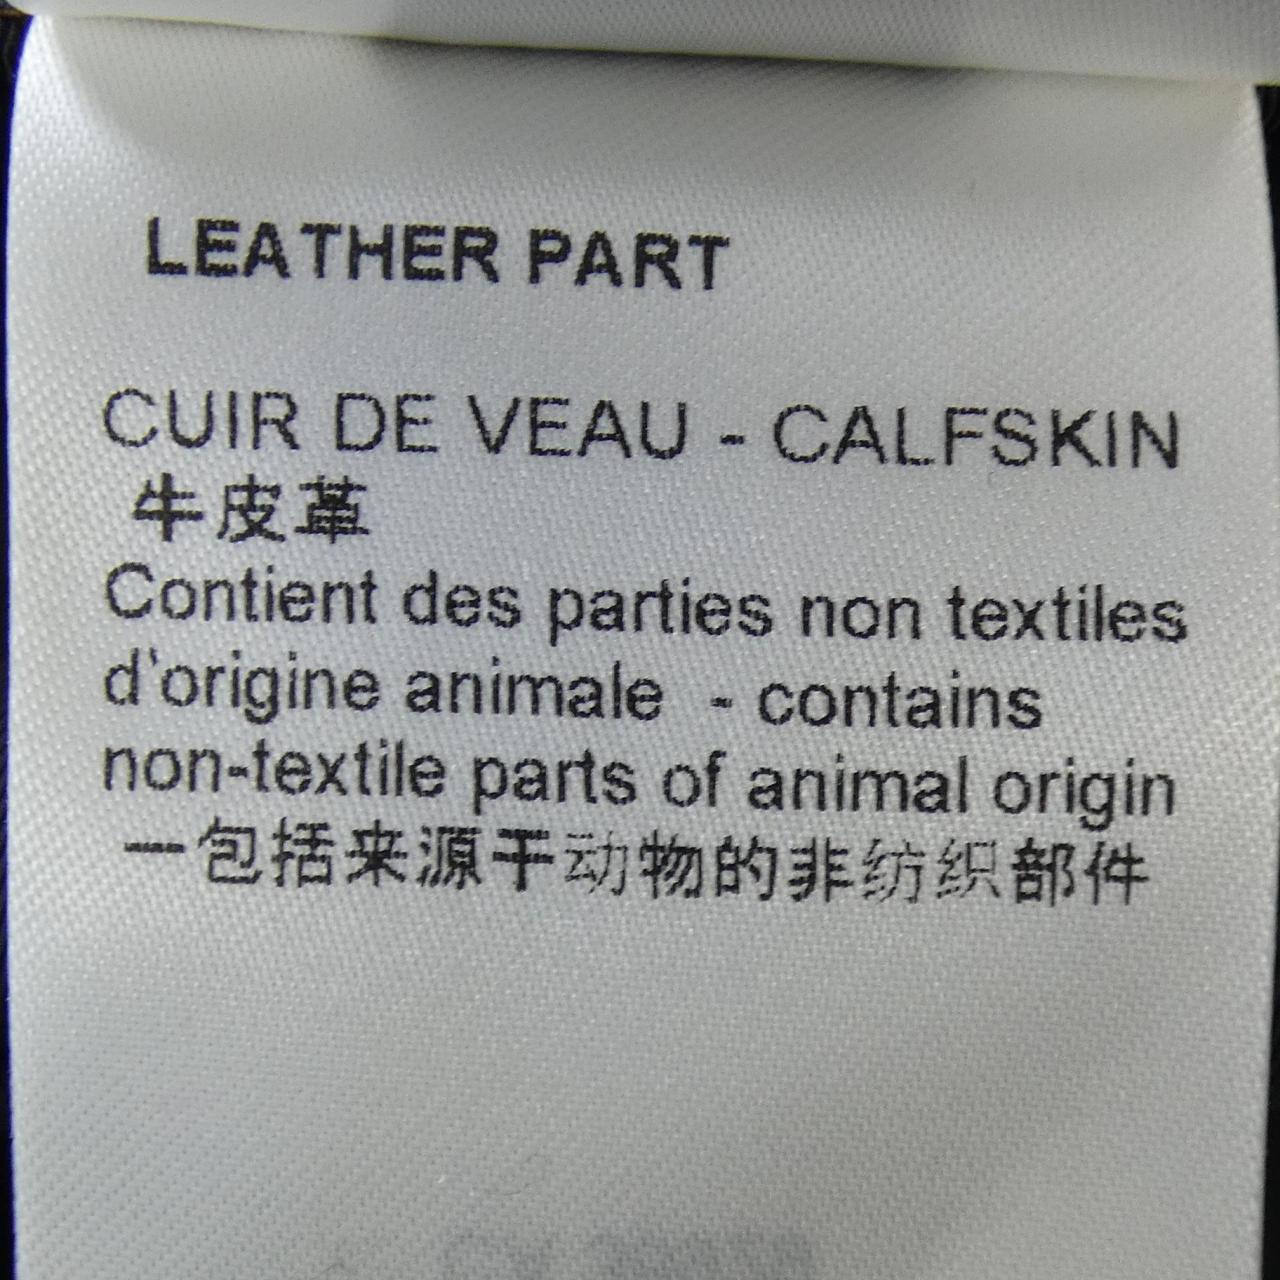 LEATHER PART
CUIR DE VEAU - CALFSKIN
牛皮革
Contient des parties non textiles
d'origine animale - contains
non-textile parts of animal origin
一包括来源于动物的非纺织部件